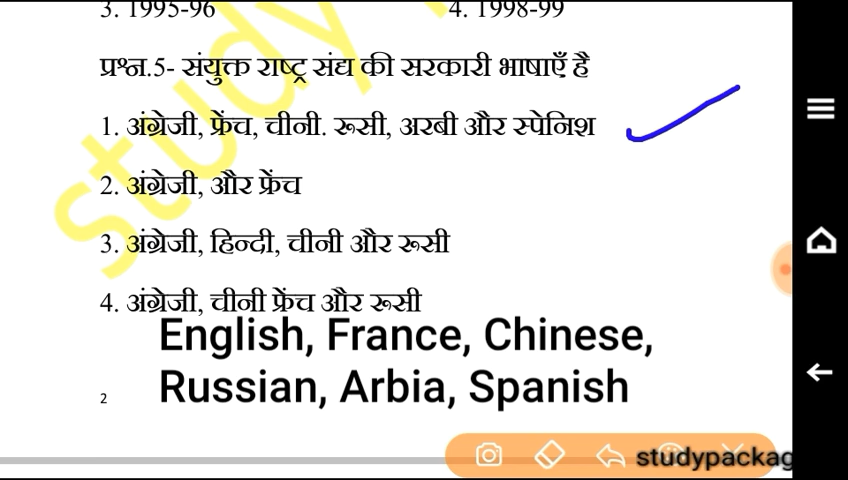 3. 1995-96 4. 1998-99
प्रश्न.5- संयुक्त राष्ट्र संद्य की सरकारी भाषाएँ है
1. अंग्रेजी, फ्रेंच, चीनी. रूसी, अरबी और स्पेनिश
2. अंग्रेजी, और फ्रेंच
3. अंग्रेजी, हिन्दी, चीनी और रूसी
4. अंग्रेजी, चीनी फ्रेंच और रूसी
English, France, Chinese,
Russian, Arbia, Spanish
2
studypackag